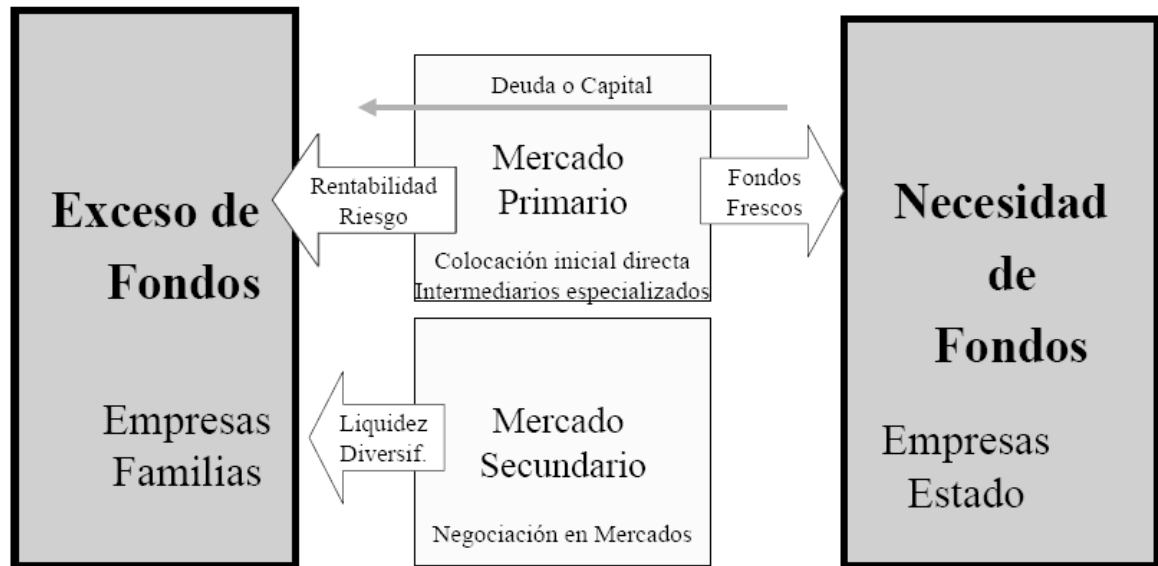 Exceso de
Fondos
Empresas
Familias
Deuda o Capital
Rentabilidad
Riesgo
Mercado
Primario
Fondos
Frescos
Colocación inicial directa
Intermediarios especializados
Liquidez
Diversif.
Mercado
Secundario
Negociación en Mercados
Necesidad
de
Fondos
Empresas
Estado